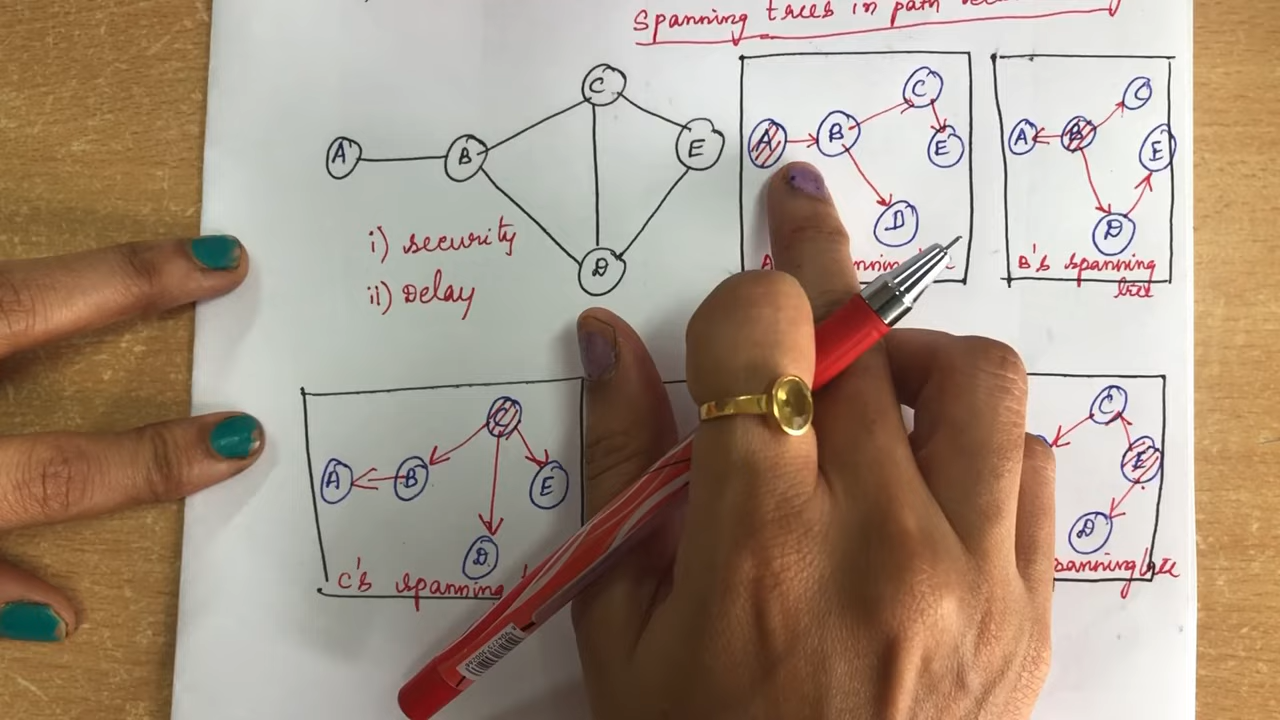 Spanning trees in path
C
A B E
D
i) security
ii) Delay
A B C E D
A B C E D
B's spanning
tree
C
A B E
D
C's spanning
C
E
D
spanning tree